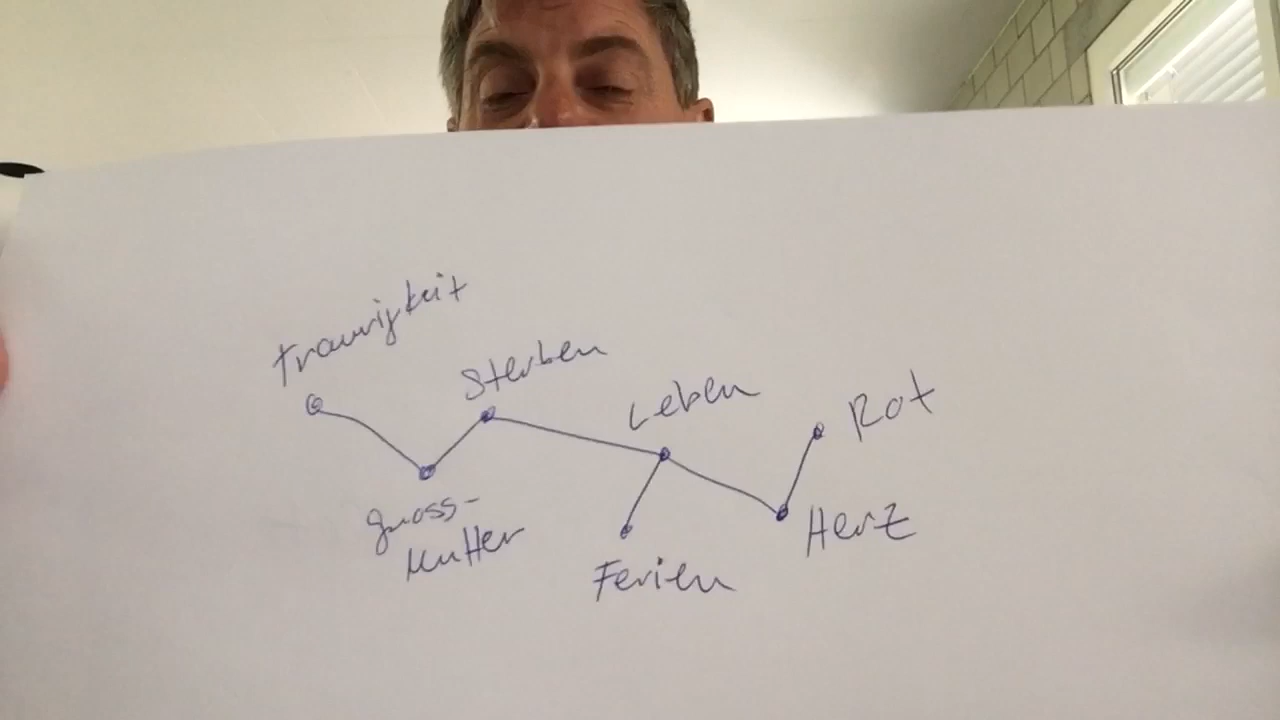 Traurigkeit
Sterben
Leben
Rot
gross-
Mutter
Herz
Ferien